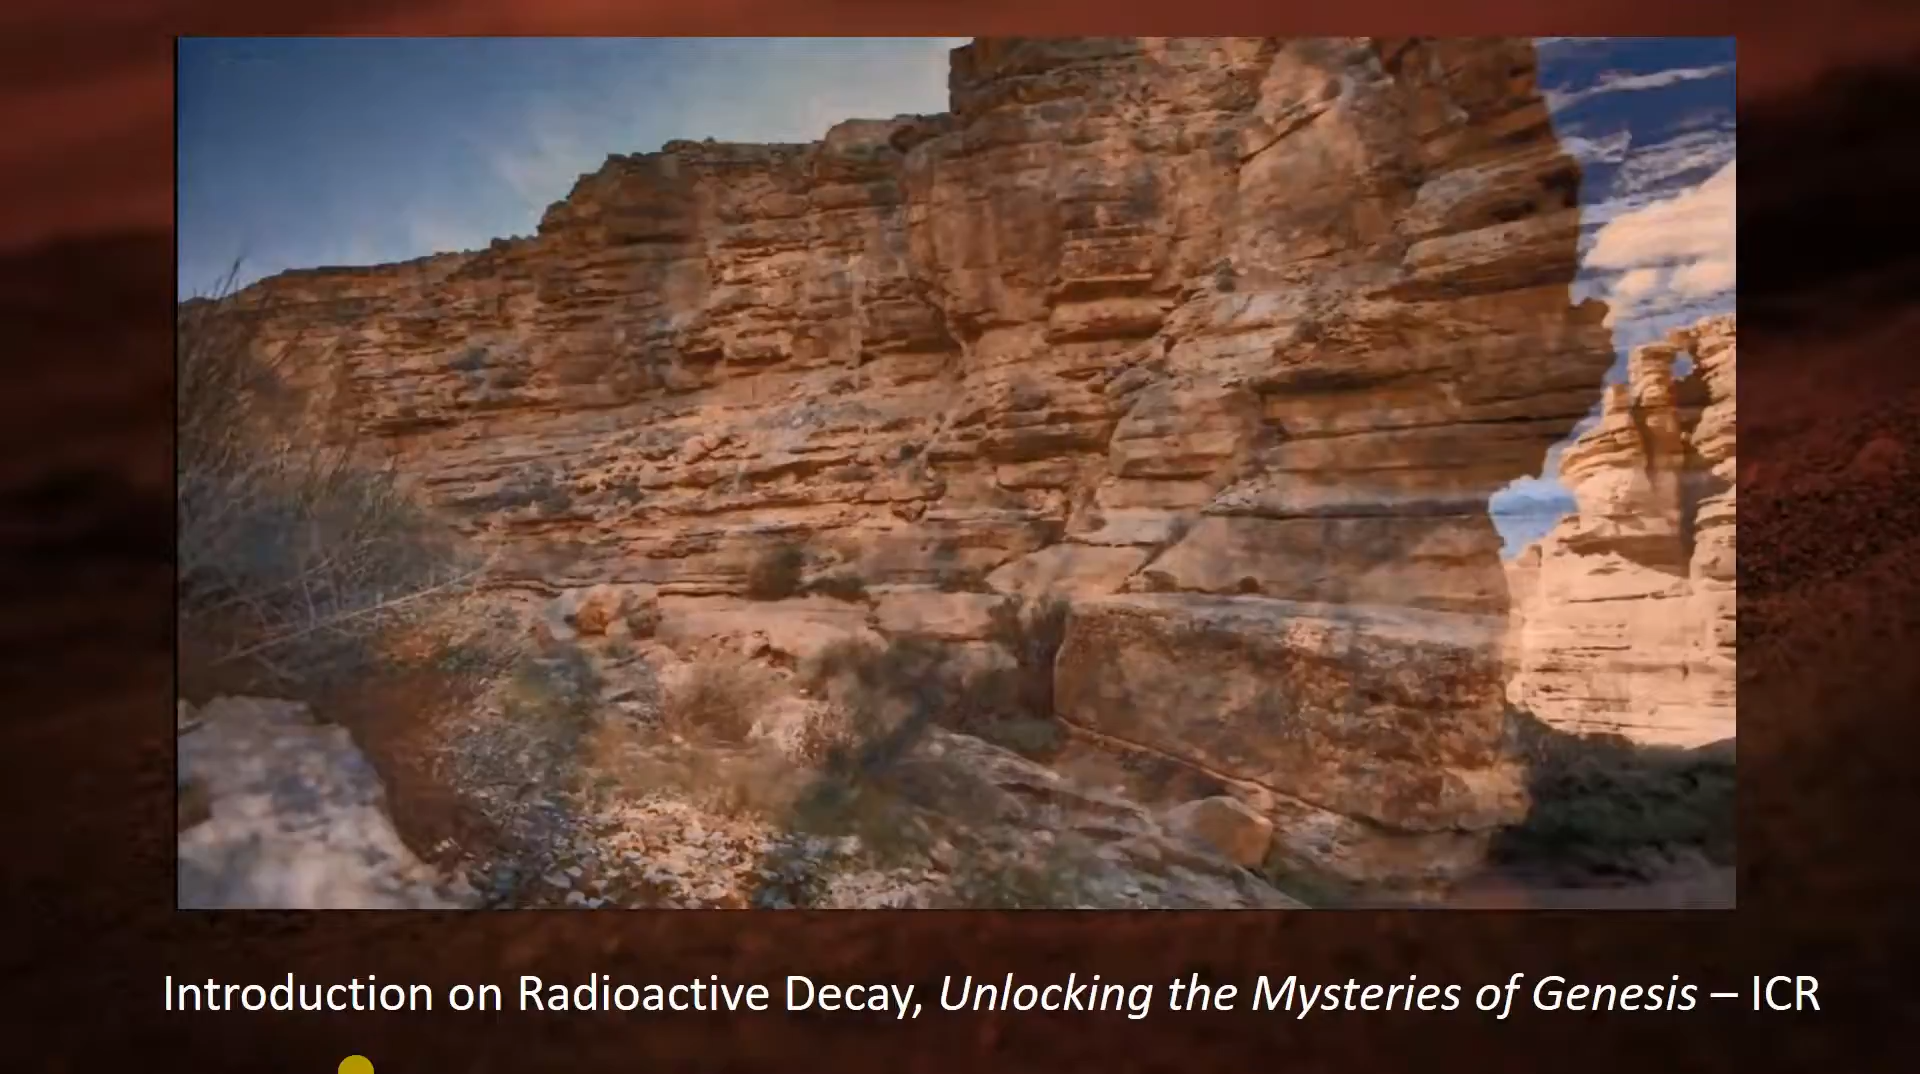 Introduction on Radioactive Decay, Unlocking the Mysteries of Genesis – ICR